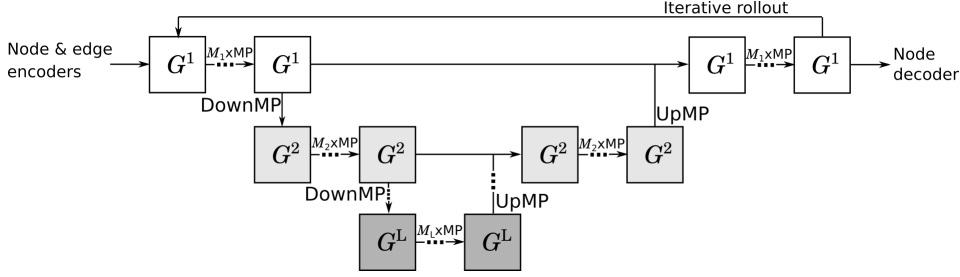 Iterative rollout
Node & edge
encoders
G¹
M₁xMP
G¹
G¹
M₁xMP
G¹
Node
decoder
DownMP
UpMP
G²
M₂xMP
G²
G²
M₂xMP
G²
DownMP
UpMP
Gᴸ
M_LxMP
Gᴸ